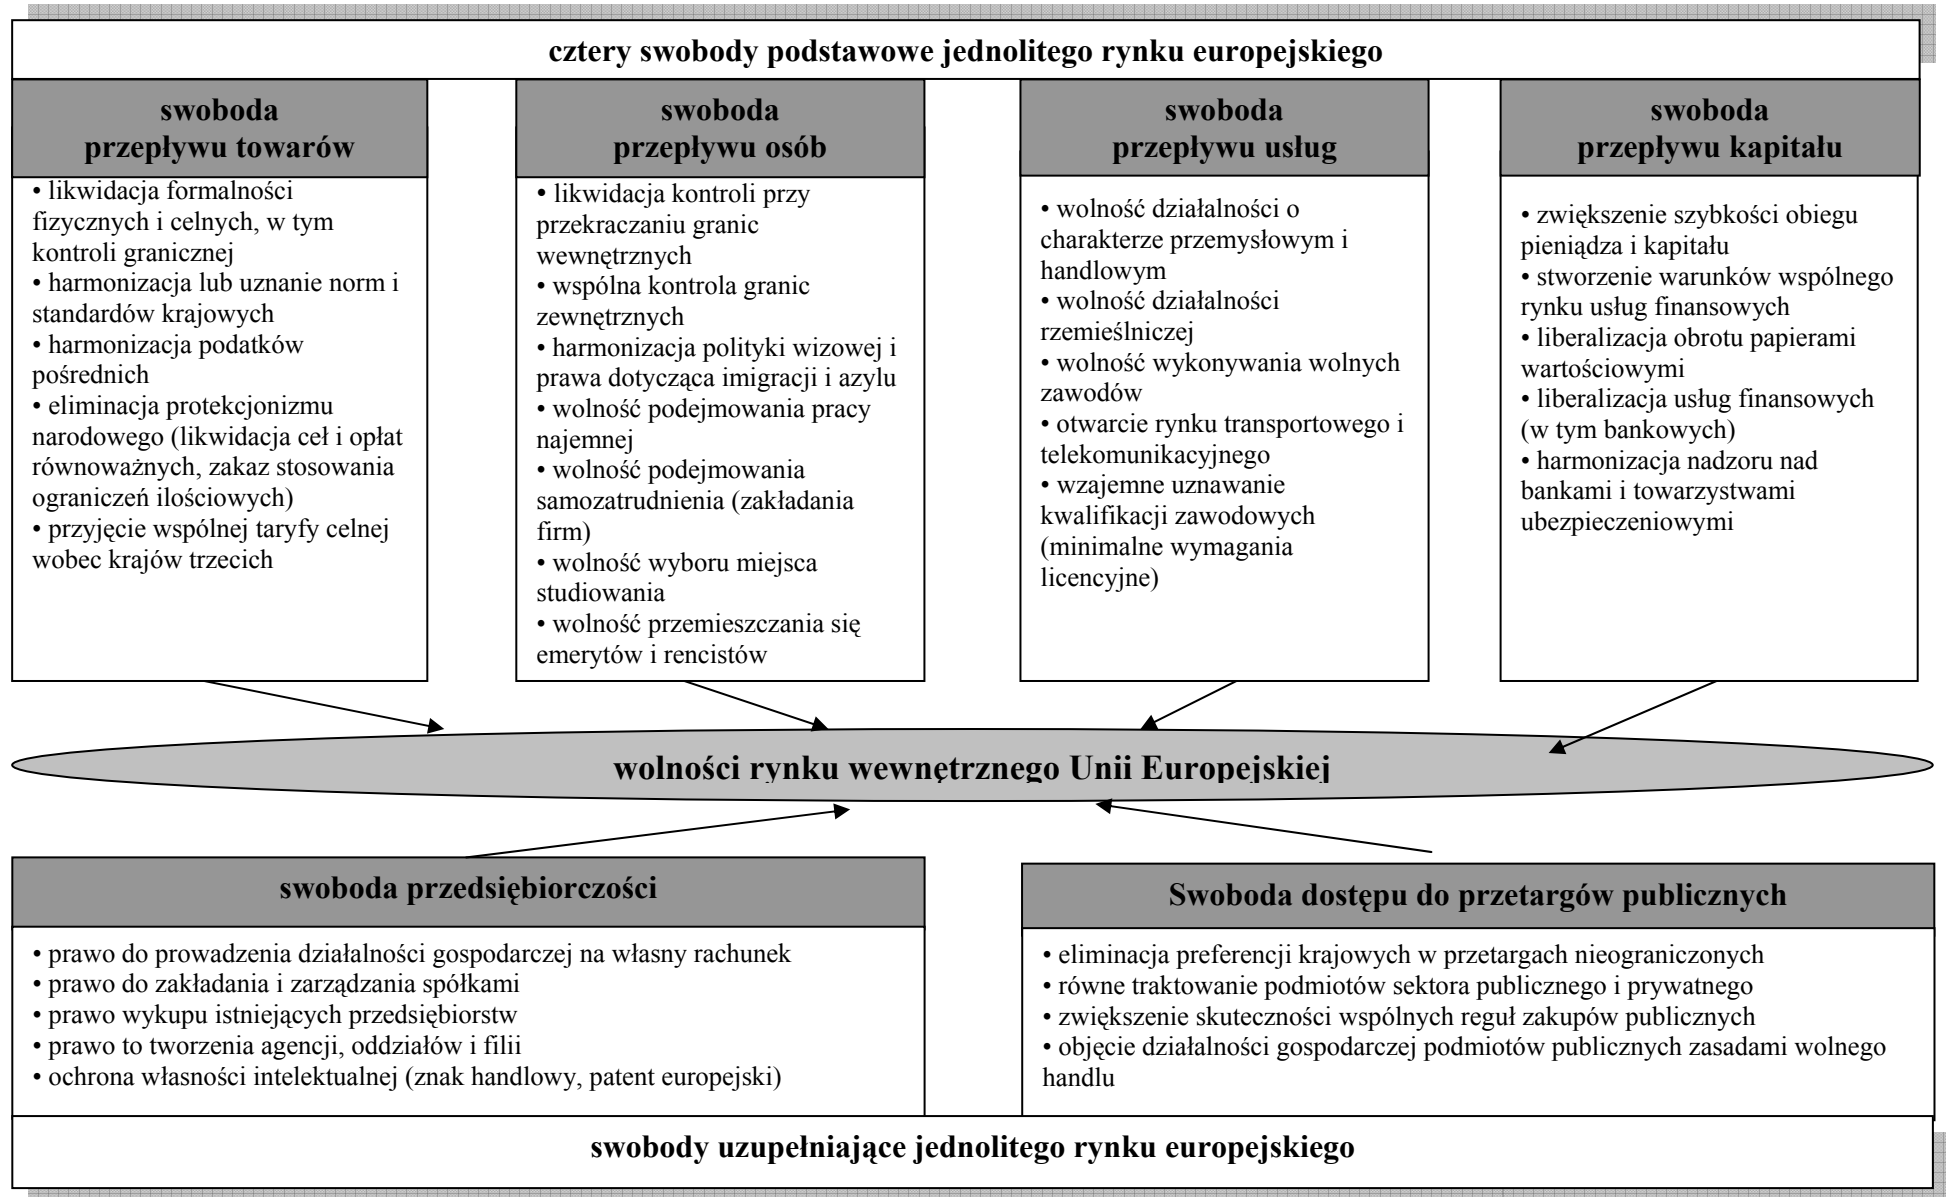 cztery swobody podstawowe jednolitego rynku europejskiego
swoboda
przepływu towarów
• likwidacja formalności
fizycznych i celnych, w tym
kontroli granicznej
• harmonizacja lub uznanie norm i
standardów krajowych
• harmonizacja podatków
pośrednich
• eliminacja protekcjonizmu
narodowego (likwidacja ceł i opłat
równoważnych, zakaz stosowania
ograniczeń ilościowych)
• przyjęcie wspólnej taryfy celnej
wobec krajów trzecich
swoboda
przepływu osób
• likwidacja kontroli przy
przekraczaniu granic
wewnętrznych
• wspólna kontrola granic
zewnętrznych
• harmonizacja polityki wizowej i
prawa dotycząca imigracji i azylu
• wolność podejmowania pracy
najemnej
• wolność podejmowania
samozatrudnienia (zakładania
firm)
• wolność wyboru miejsca
studiowania
• wolność przemieszczania się
emerytów i rencistów
swoboda
przepływu usług
• wolność działalności o
charakterze przemysłowym i
handlowym
• wolność działalności
rzemieślniczej
• wolność wykonywania wolnych
zawodów
• otwarcie rynku transportowego i
telekomunikacyjnego
• wzajemne uznawanie
kwalifikacji zawodowych
(minimalne wymagania
licencyjne)
swoboda
przepływu kapitału
• zwiększenie szybkości obiegu
pieniądza i kapitału
• stworzenie warunków wspólnego
rynku usług finansowych
• liberalizacja obrotu papierami
wartościowymi
• liberalizacja usług finansowych
(w tym bankowych)
• harmonizacja nadzoru nad
bankami i towarzystwami
ubezpieczeniowymi
wolności rynku wewnętrznego Unii Europejskiej
swoboda przedsiębiorczości
• prawo do prowadzenia działalności gospodarczej na własny rachunek
• prawo do zakładania i zarządzania spółkami
• prawo wykupu istniejących przedsiębiorstw
• prawo to tworzenia agencji, oddziałów i filii
• ochrona własności intelektualnej (znak handlowy, patent europejski)
Swoboda dostępu do przetargów publicznych
• eliminacja preferencji krajowych w przetargach nieograniczonych
• równe traktowanie podmiotów sektora publicznego i prywatnego
• zwiększenie skuteczności wspólnych reguł zakupów publicznych
• objęcie działalności gospodarczej podmiotów publicznych zasadami wolnego
handlu
swobody uzupełniające jednolitego rynku europejskiego